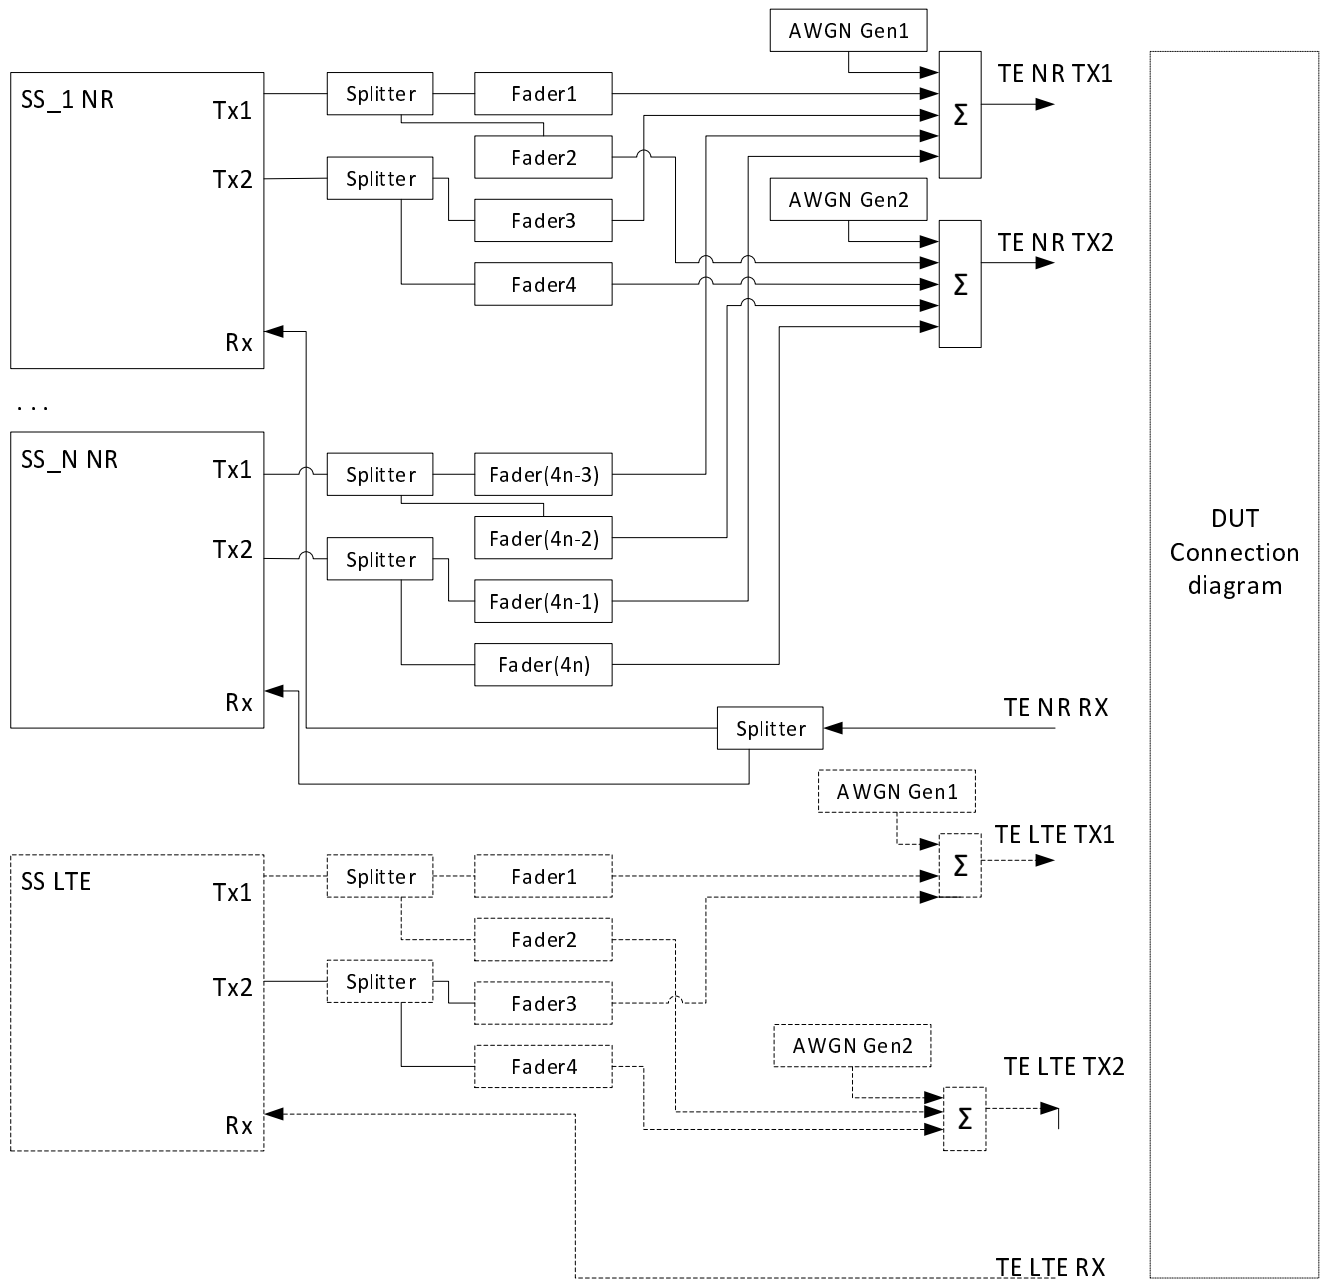 AWGN Gen1
TE NR TX1
SS_1 NR
Tx1
Splitter
Fader1
Σ
Fader2
Tx2
Splitter
AWGN Gen2
Fader3
TE NR TX2
Fader4
Σ
Rx
. . .
SS_N NR
Tx1
Splitter
Fader(4n-3)
Fader(4n-2)
Tx2
Splitter
Fader(4n-1)
Fader(4n)
Rx
DUT
Connection
diagram
TE NR RX
Splitter
AWGN Gen1
TE LTE TX1
SS LTE
Tx1
Splitter
Fader1
Σ
Fader2
Tx2
Splitter
Fader3
AWGN Gen2
Fader4
TE LTE TX2
Rx
Σ
TE LTE RX